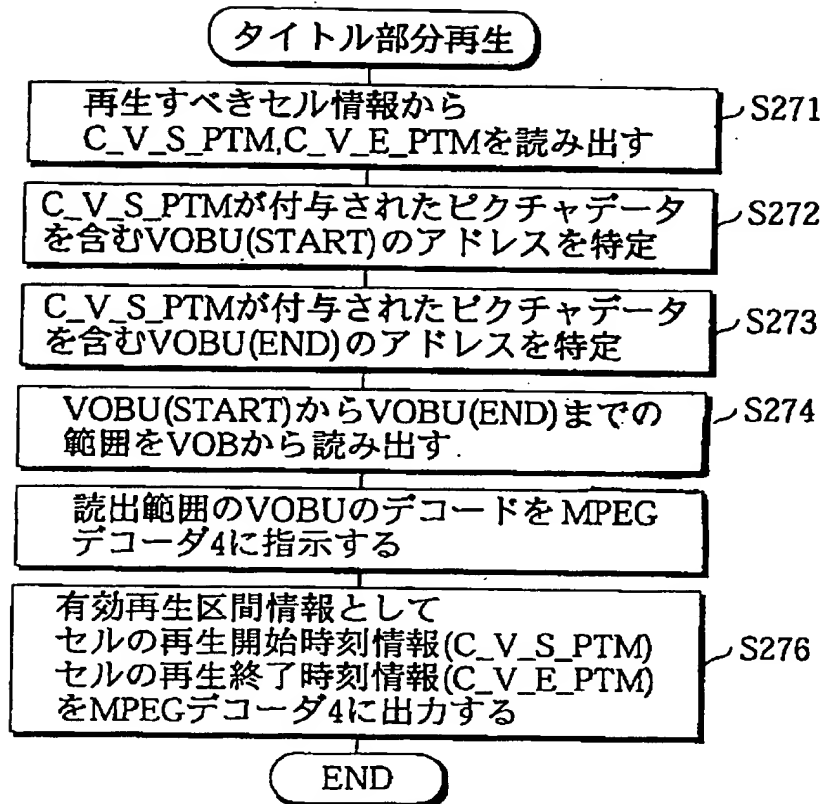 タイトル部分再生
再生すべきセル情報から
C_V_S_PTM,C_V_E_PTMを読み出す
S271
C_V_S_PTMが付与されたピクチャデータ
を含むVOBU(START)のアドレスを特定
S272
C_V_S_PTMが付与されたピクチャデータ
を含むVOBU(END)のアドレスを特定
S273
VOBU(START)からVOBU(END)までの
範囲をVOBから読み出す
S274
読出範囲のVOBUのデコードをMPEG
デコーダ4に指示する
有効再生区間情報として
セルの再生開始時刻情報(C_V_S_PTM)
セルの再生終了時刻情報(C_V_E_PTM)
をMPEGデコーダ4に出力する
S276
END